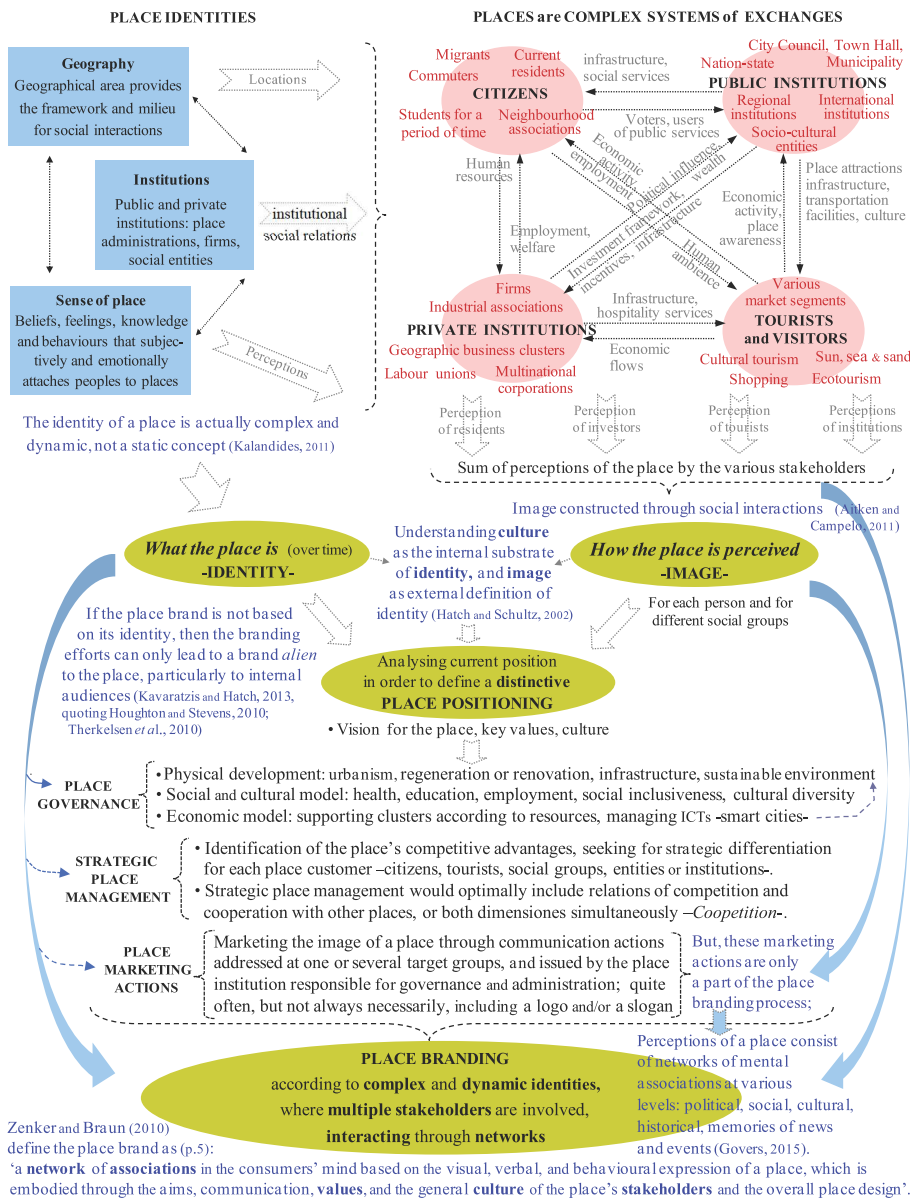 PLACE IDENTITIES
Geography
Geographical area provides
the framework and milieu
for social interactions
Institutions
Public and private
institutions: place
administrations, firms,
social entities
Sense of place
Beliefs, feelings, knowledge
and behaviours that subjec-
tively and emotionally
attaches peoples to places
Locations
institutional
social relations
Perceptions
PLACES are COMPLEX SYSTEMS of EXCHANGES
Migrants
Current
residents
Commuters
CITIZENS
Students for a
period of time
Neighbourhood
associations
infrastructure,
social services
Voters, users
of public services
City Council, Town Hall,
Nation-state
Municipality
PUBLIC INSTITUTIONS
Regional
institutions
International
institutions
Socio-cultural
entities
Human
resources
Employment,
welfare
Economic
activity,
employment
Human
ambience
Political influence,
wealth
Investment framework,
incentives, infrastructure
Economic
activity,
place
awareness
Place attractions
infrastructure,
transportation
facilities, culture
Firms
Industrial associations
PRIVATE INSTITUTIONS
Geographic business clusters
Labour unions
Multinational
corporations
Infrastructure,
hospitality services
Economic
flows
Various
market segments
TOURISTS
and VISITORS
Cultural tourism
Sun, sea & sand
Shopping
Ecotourism
Perception
of residents
Perception
of investors
Perception
of tourists
Perceptions
of institutions
Sum of perceptions of the place by the various stakeholders
The identity of a place is actually complex and
dynamic, not a static concept (Kalandides, 2011)
Image constructed through social interactions (Aitken and
Campelo, 2011)
What the place is (over time)
-IDENTITY-
Understanding culture
as the internal substrate
of identity, and image
as external definition of
identity (Hatch and Schultz, 2002)
How the place is perceived
-IMAGE-
For each person and for
different social groups
If the place brand is not based
on its identity, then the branding
efforts can only lead to a brand alien
to the place, particularly to internal
audiences (Kavaratzis and Hatch, 2013,
quoting Houghton and Stevens, 2010;
Therkelsen et al., 2010)
Analysing current position
in order to define a distinctive
PLACE POSITIONING
• Vision for the place, key values, culture
PLACE
GOVERNANCE
• Physical development: urbanism, regeneration or renovation, infrastructure, sustainable environment
• Social and cultural model: health, education, employment, social inclusiveness, cultural diversity
• Economic model: supporting clusters according to resources, managing ICTs -smart cities-
STRATEGIC
PLACE
MANAGEMENT
• Identification of the place's competitive advantages, seeking for strategic differentiation
for each place customer –citizens, tourists, social groups, entities or institutions-.
• Strategic place management would optimally include relations of competition and
cooperation with other places, or both dimensiones simultaneously –Coopetition-.
PLACE
MARKETING
ACTIONS
Marketing the image of a place through communication actions
addressed at one or several target groups, and issued by the place
institution responsible for governance and administration; quite
often, but not always necessarily, including a logo and/or a slogan
But, these marketing
actions are only
a part of the place
branding process;
PLACE BRANDING
according to complex and dynamic identities,
where multiple stakeholders are involved,
interacting through networks
Perceptions of a place consist
of networks of mental
associations at various
levels: political, social, cultural,
historical, memories of news
and events (Govers, 2015).
Zenker and Braun (2010)
define the place brand as (p.5):
‘a network of associations in the consumers’ mind based on the visual, verbal, and behavioural expression of a place, which is
embodied through the aims, communication, values, and the general culture of the place’s stakeholders and the overall place design’.